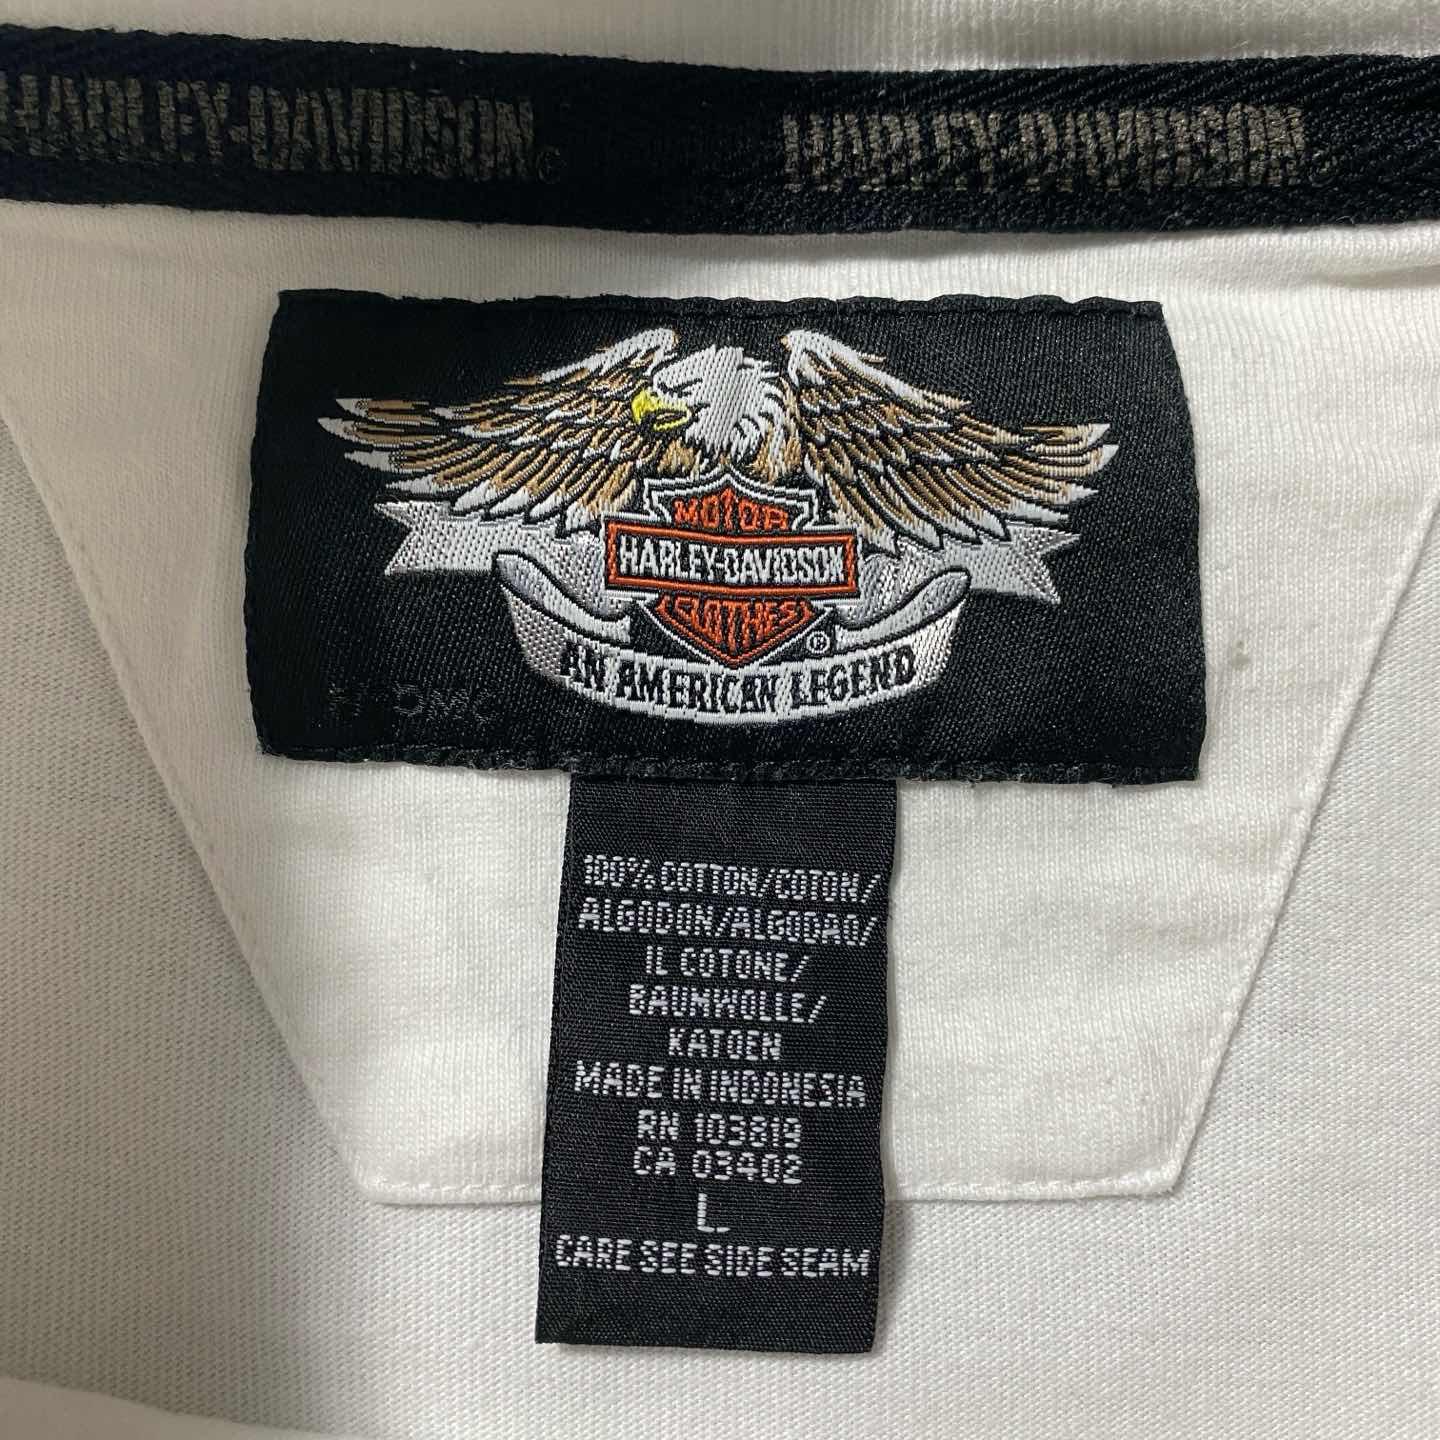 HARLEY-DAVIDSON HARLEY-DAVIDSON
MOTOR
HARLEY-DAVIDSON
CLOTHES
®
AN AMERICAN LEGEND
100% COTTON/COTON/
ALGODON/ALGODAO/
IL COTONE/
BAUMWOLLE/
KATOEN
MADE IN INDONESIA
RN 103819
CA 03402
L
CARE SEE SIDE SEAM